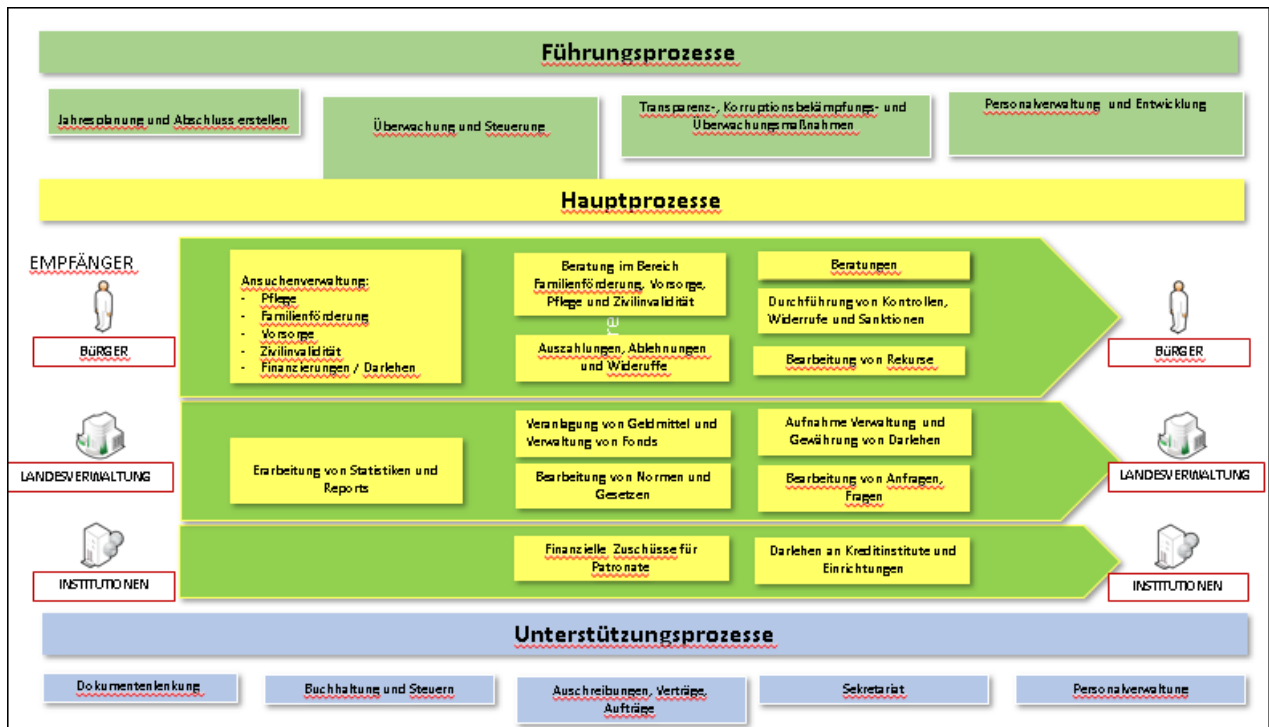 Führungsprozesse
Jahresplanung und Abschluss erstellen
Überwachung und Steuerung
Transparenz-, Korruptionsbekämpfungs- und
Überwachungsmaßnahmen
Personalverwaltung und Entwicklung
Hauptprozesse
EMPFÄNGER
BüRGER
Ansuchenverwaltung:
- Pflege
- Familienförderung
- Vorsorge
- Zivilinvalidität
- Finanzierungen / Darlehen
Beratung im Bereich
Familienförderung, Vorsorge,
Pflege und Zivilinvalidität
re
Auszahlungen, Ablehnungen
und Wideruffe
Beratungen
Durchführung von Kontrollen,
Widerrufe und Sanktionen
Bearbeitung von Rekurse
BüRGER
LANDESVERWALTUNG
Erarbeitung von Statistiken und
Reports
Veranlagung von Geldmittel und
Verwaltung von Fonds
Bearbeitung von Normen und
Gesetzen
Aufnahme Verwaltung und
Gewährung von Darlehen
Bearbeitung von Anfragen,
Fragen
LANDESVERWALTUNG
INSTITUTIONEN
Finanzielle Zuschüsse für
Patronate
Darlehen an Kreditinstitute und
Einrichtungen
INSTITUTIONEN
Unterstützungsprozesse
Dokumentenlenkung
Buchhaltung und Steuern
Auschreibungen, Verträge,
Aufträge
Sekretariat
Personalverwaltung